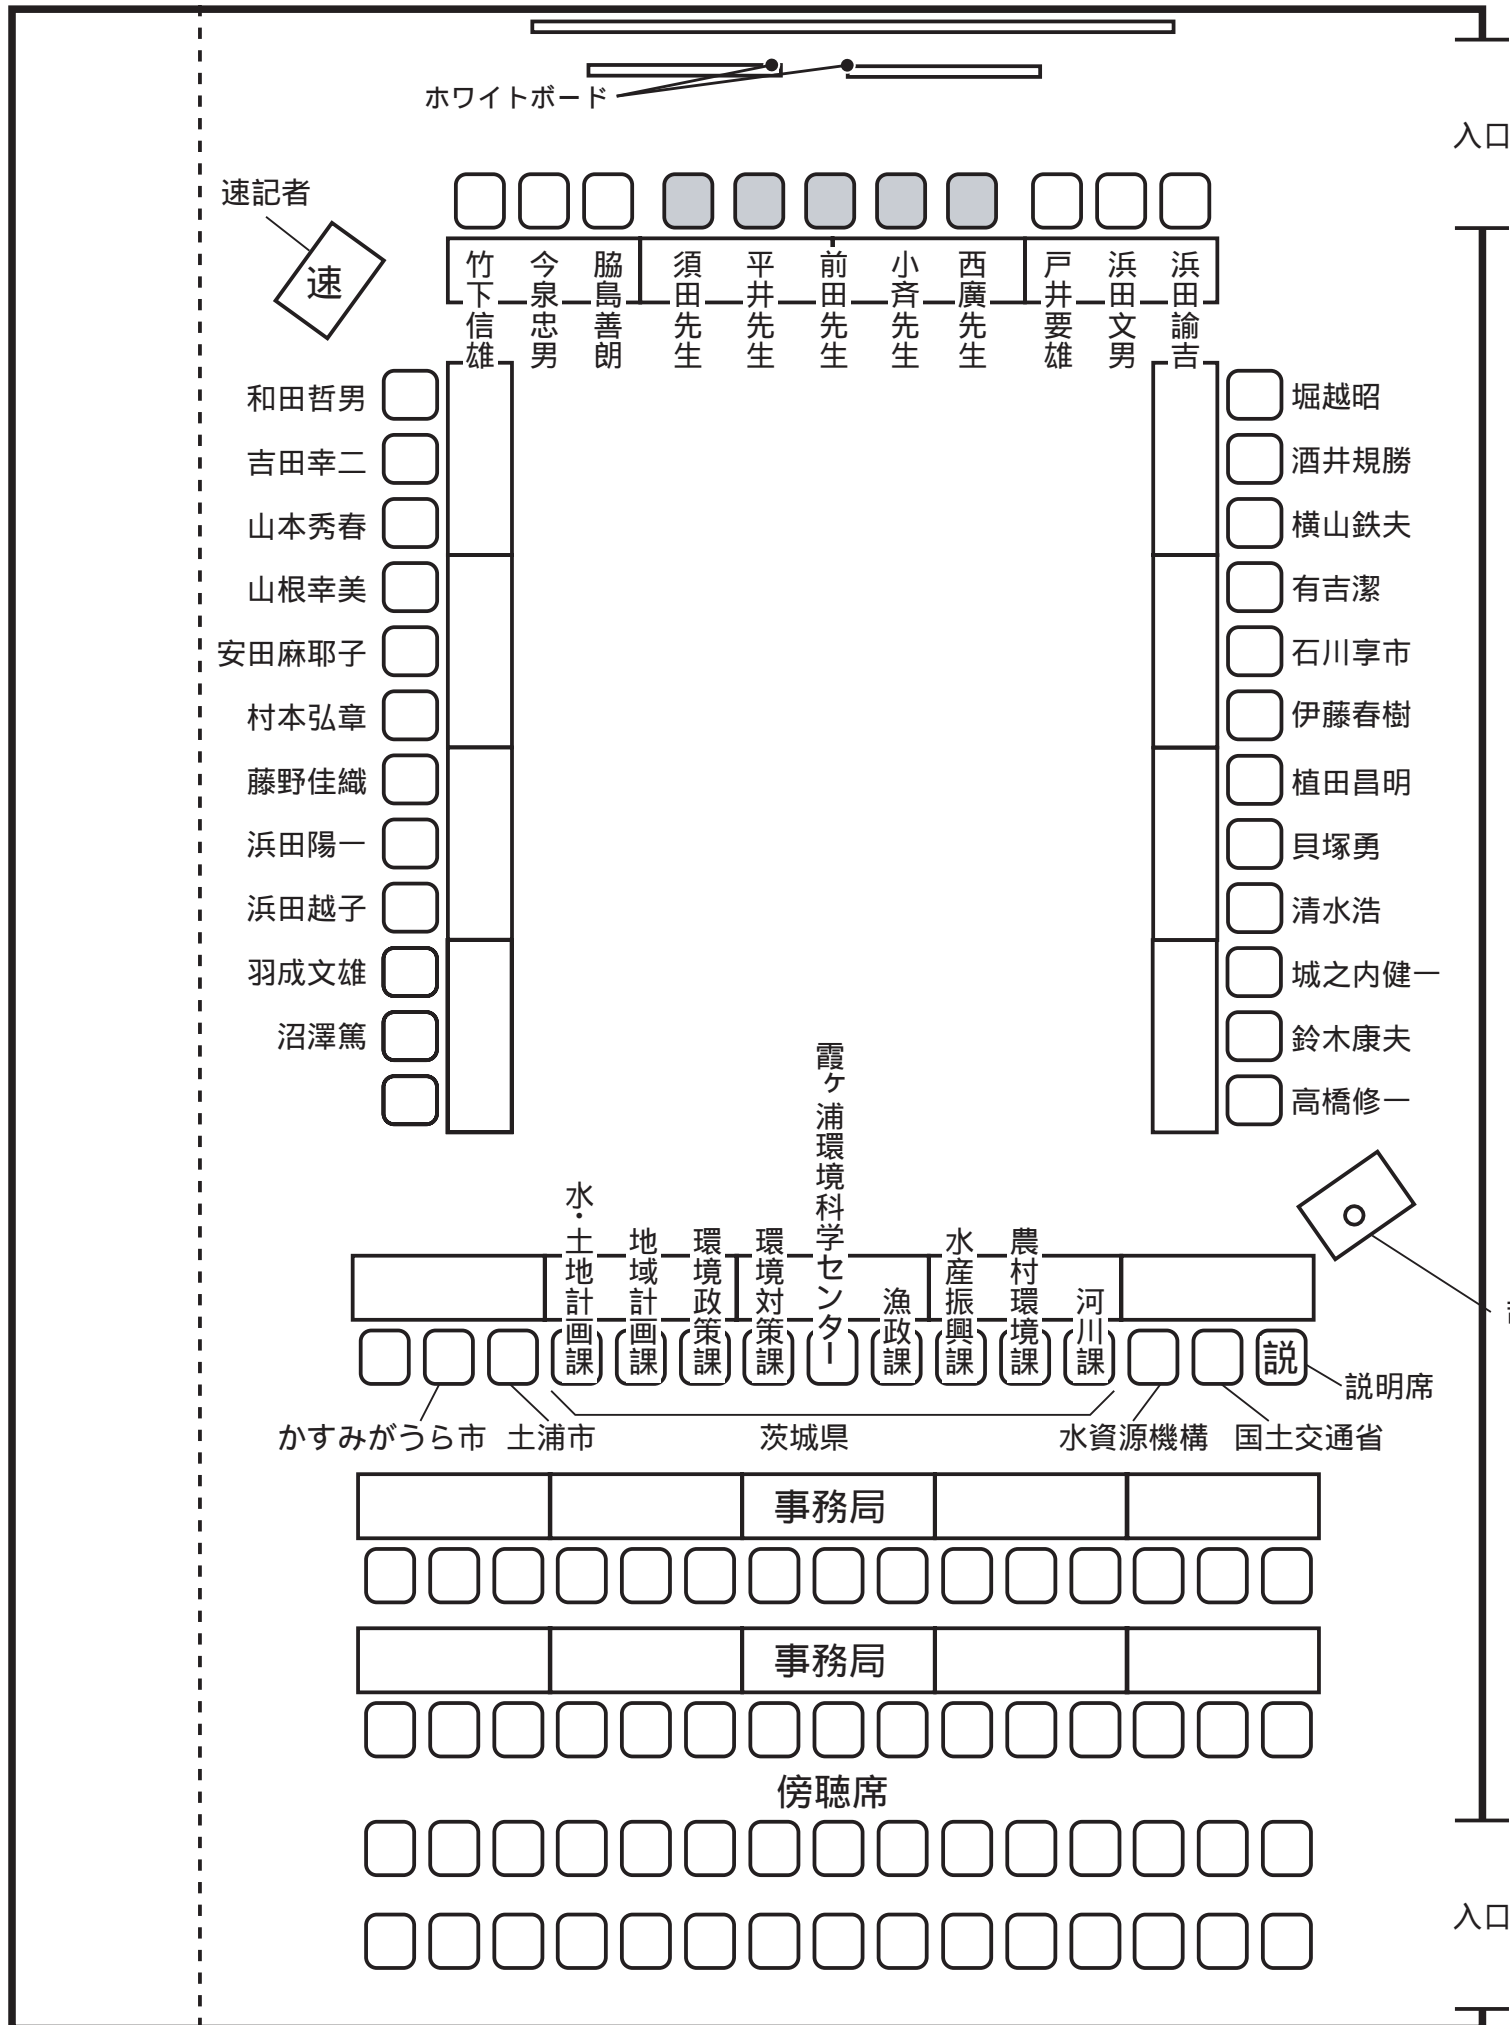 ホワイトボード
入口
速記者
速
竹下信雄
今泉忠男
脇島善朗
須田先生
平井先生
前田先生
小斉先生
西廣先生
戸井要雄
浜田文男
浜田諭吉
和田哲男
吉田幸二
山本秀春
山根幸美
安田麻耶子
村本弘章
藤野佳織
浜田陽一
浜田越子
羽成文雄
沼澤篤
堀越昭
酒井規勝
横山鉄夫
有吉潔
石川享市
伊藤春樹
植田昌明
貝塚勇
清水浩
城之内健一
鈴木康夫
高橋修一
水・土地計画課
地域計画課
環境政策課
環境対策課
霞ヶ浦環境科学センター
漁政課
水産振興課
農村環境課
河川課
説
説明席
かすみがうら市
土浦市
茨城県
水資源機構
国土交通省
事務局
事務局
傍聴席
入口